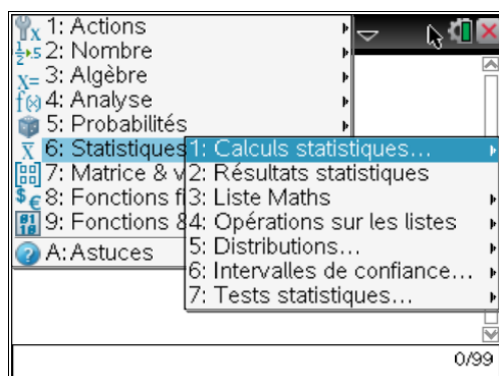 1: Actions
2: Nombre
3: Algèbre
4: Analyse
5: Probabilités
6: Statistiques
7: Matrice & v
8: Fonctions fi
9: Fonctions &
A: Astuces
1: Calculs statistiques...
2: Résultats statistiques
3: Liste Maths
4: Opérations sur les listes
5: Distributions...
6: Intervalles de confiance...
7: Tests statistiques...
0/99